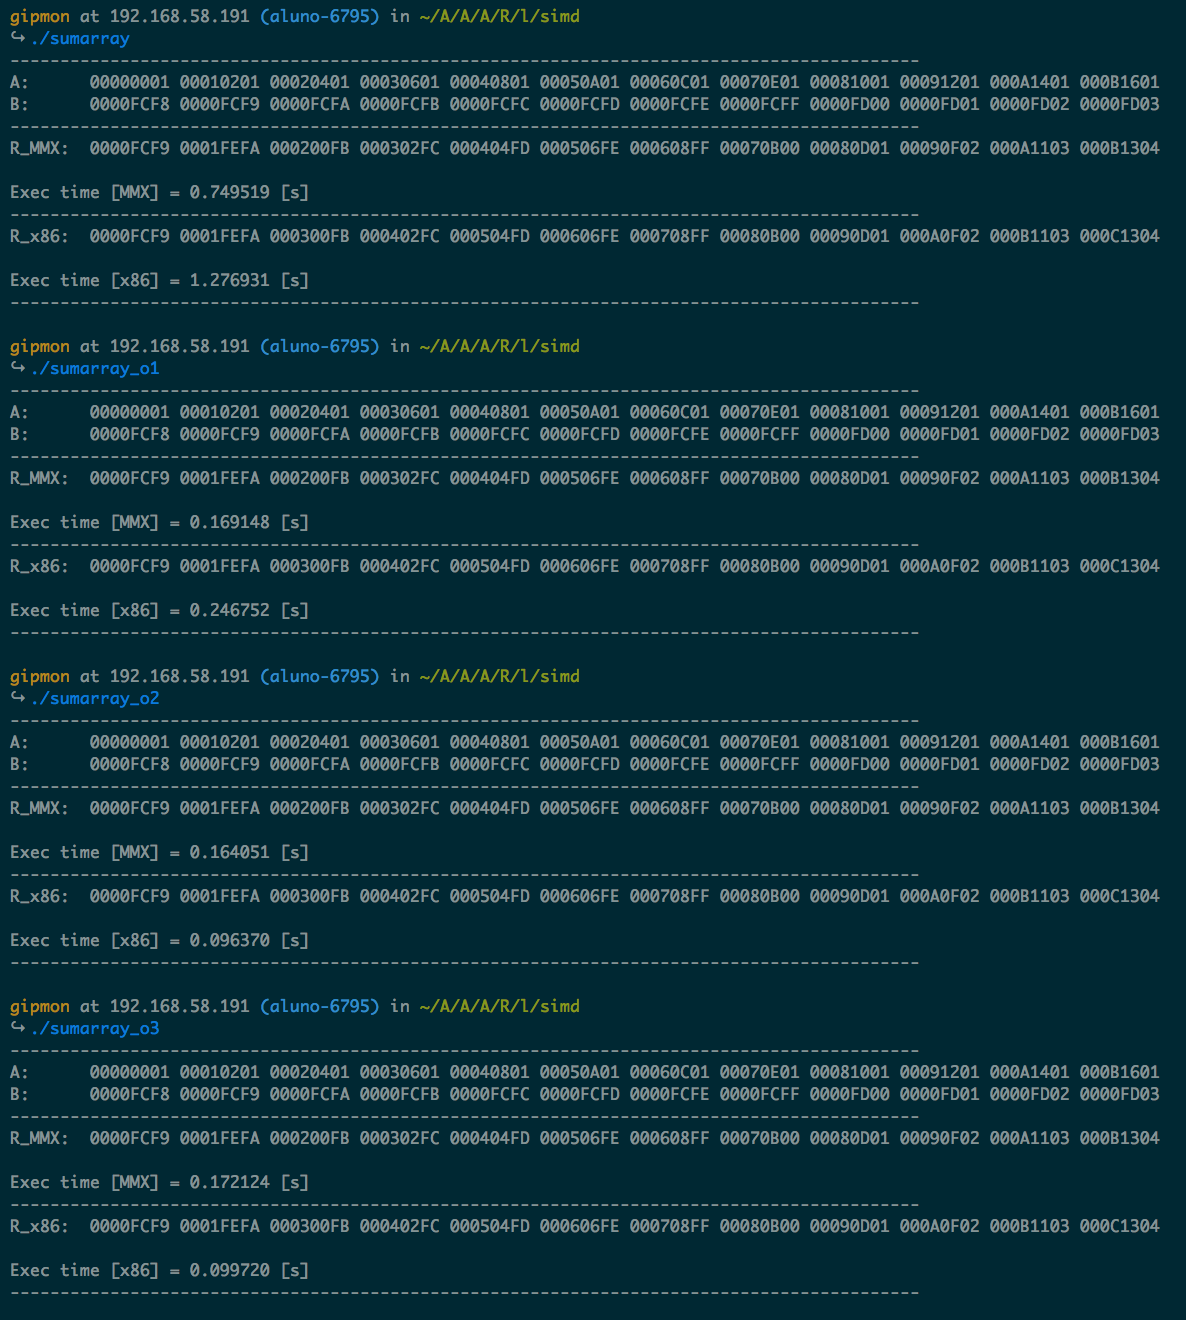 gipmon at 192.168.58.191 (aluno-6795) in ~/A/A/A/R/l/simd
↪ ./sumarray
-------------------------------------------------------------------------------------------
A:      00000001 00010201 00020401 00030601 00040801 00050A01 00060C01 00070E01 00081001 00091201 000A1401 000B1601
B:      0000FCF8 0000FCF9 0000FCFA 0000FCFB 0000FCFC 0000FCFD 0000FCFE 0000FCFF 0000FD00 0000FD01 0000FD02 0000FD03
-------------------------------------------------------------------------------------------
R_MMX:  0000FCF9 0001FEFA 000200FB 000302FC 000404FD 000506FE 000608FF 00070B00 00080D01 00090F02 000A1103 000B1304
Exec time [MMX] = 0.749519 [s]
-------------------------------------------------------------------------------------------
R_x86:  0000FCF9 0001FEFA 000300FB 000402FC 000504FD 000606FE 000708FF 00080B00 00090D01 000A0F02 000B1103 000C1304
Exec time [x86] = 1.276931 [s]
-------------------------------------------------------------------------------------------
gipmon at 192.168.58.191 (aluno-6795) in ~/A/A/A/R/l/simd
↪ ./sumarray_o1
-------------------------------------------------------------------------------------------
A:      00000001 00010201 00020401 00030601 00040801 00050A01 00060C01 00070E01 00081001 00091201 000A1401 000B1601
B:      0000FCF8 0000FCF9 0000FCFA 0000FCFB 0000FCFC 0000FCFD 0000FCFE 0000FCFF 0000FD00 0000FD01 0000FD02 0000FD03
-------------------------------------------------------------------------------------------
R_MMX:  0000FCF9 0001FEFA 000200FB 000302FC 000404FD 000506FE 000608FF 00070B00 00080D01 00090F02 000A1103 000B1304
Exec time [MMX] = 0.169148 [s]
-------------------------------------------------------------------------------------------
R_x86:  0000FCF9 0001FEFA 000300FB 000402FC 000504FD 000606FE 000708FF 00080B00 00090D01 000A0F02 000B1103 000C1304
Exec time [x86] = 0.246752 [s]
-------------------------------------------------------------------------------------------
gipmon at 192.168.58.191 (aluno-6795) in ~/A/A/A/R/l/simd
↪ ./sumarray_o2
-------------------------------------------------------------------------------------------
A:      00000001 00010201 00020401 00030601 00040801 00050A01 00060C01 00070E01 00081001 00091201 000A1401 000B1601
B:      0000FCF8 0000FCF9 0000FCFA 0000FCFB 0000FCFC 0000FCFD 0000FCFE 0000FCFF 0000FD00 0000FD01 0000FD02 0000FD03
-------------------------------------------------------------------------------------------
R_MMX:  0000FCF9 0001FEFA 000200FB 000302FC 000404FD 000506FE 000608FF 00070B00 00080D01 00090F02 000A1103 000B1304
Exec time [MMX] = 0.164051 [s]
-------------------------------------------------------------------------------------------
R_x86:  0000FCF9 0001FEFA 000300FB 000402FC 000504FD 000606FE 000708FF 00080B00 00090D01 000A0F02 000B1103 000C1304
Exec time [x86] = 0.096370 [s]
-------------------------------------------------------------------------------------------
gipmon at 192.168.58.191 (aluno-6795) in ~/A/A/A/R/l/simd
↪ ./sumarray_o3
-------------------------------------------------------------------------------------------
A:      00000001 00010201 00020401 00030601 00040801 00050A01 00060C01 00070E01 00081001 00091201 000A1401 000B1601
B:      0000FCF8 0000FCF9 0000FCFA 0000FCFB 0000FCFC 0000FCFD 0000FCFE 0000FCFF 0000FD00 0000FD01 0000FD02 0000FD03
-------------------------------------------------------------------------------------------
R_MMX:  0000FCF9 0001FEFA 000200FB 000302FC 000404FD 000506FE 000608FF 00070B00 00080D01 00090F02 000A1103 000B1304
Exec time [MMX] = 0.172124 [s]
-------------------------------------------------------------------------------------------
R_x86:  0000FCF9 0001FEFA 000300FB 000402FC 000504FD 000606FE 000708FF 00080B00 00090D01 000A0F02 000B1103 000C1304
Exec time [x86] = 0.099720 [s]
-------------------------------------------------------------------------------------------